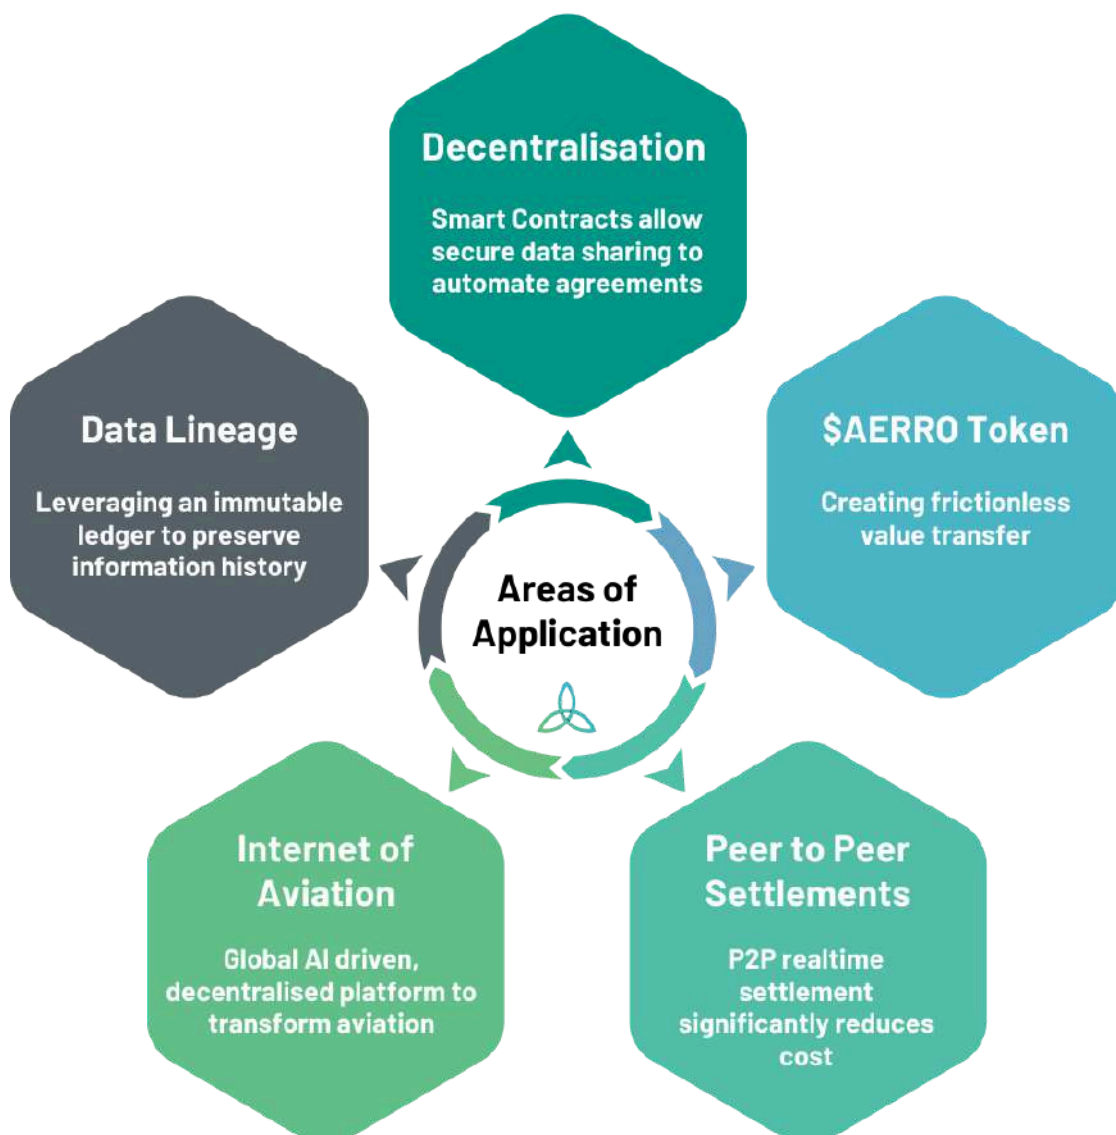 Decentralisation
Smart Contracts allow
secure data sharing to
automate agreements
Data Lineage
Leveraging an immutable
ledger to preserve
information history
$AERRO Token
Creating frictionless
value transfer
Areas of
Application
Internet of
Aviation
Global AI driven,
decentralised platform to
transform aviation
Peer to Peer
Settlements
P2P realtime
settlement
significantly reduces
cost